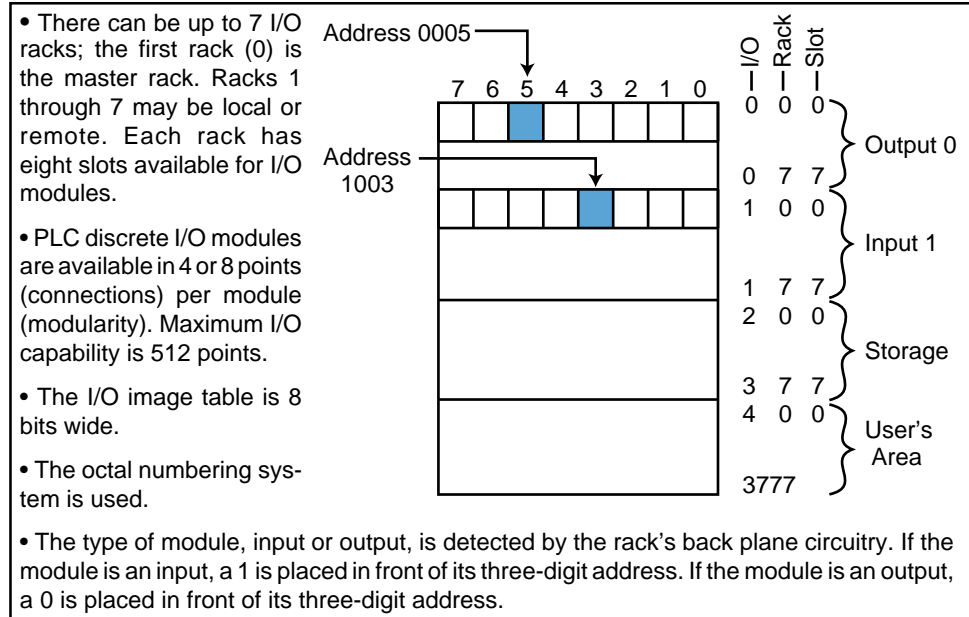 • There can be up to 7 I/O
racks; the first rack (0) is
the master rack. Racks 1
through 7 may be local or
remote. Each rack has
eight slots available for I/O
modules.
• PLC discrete I/O modules
are available in 4 or 8 points
(connections) per module
(modularity). Maximum I/O
capability is 512 points.
• The I/O image table is 8
bits wide.
• The octal numbering sys-
tem is used.
Address 0005
7 6 5 4 3 2 1 0
Address
1003
I/O
Rack
Slot
0 0 0
Output 0
0 7 7
1 0 0
Input 1
1 7 7
2 0 0
Storage
3 7 7
4 0 0
User's
Area
3777
• The type of module, input or output, is detected by the rack's back plane circuitry. If the
module is an input, a 1 is placed in front of its three-digit address. If the module is an output,
a 0 is placed in front of its three-digit address.